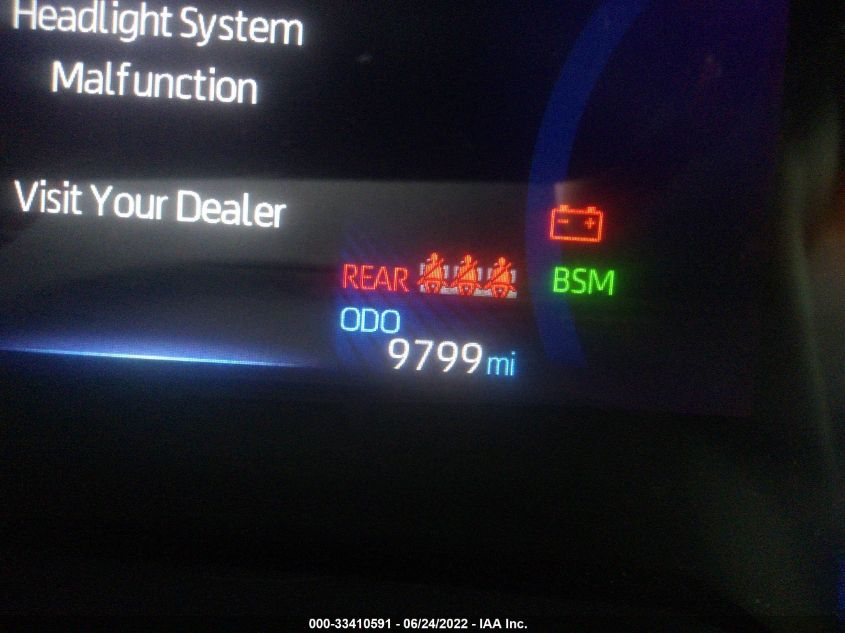 Headlight System
Malfunction
Visit Your Dealer
REAR
BSM
ODO
9799 mi
000-33410591 - 06/24/2022 - IAA Inc.